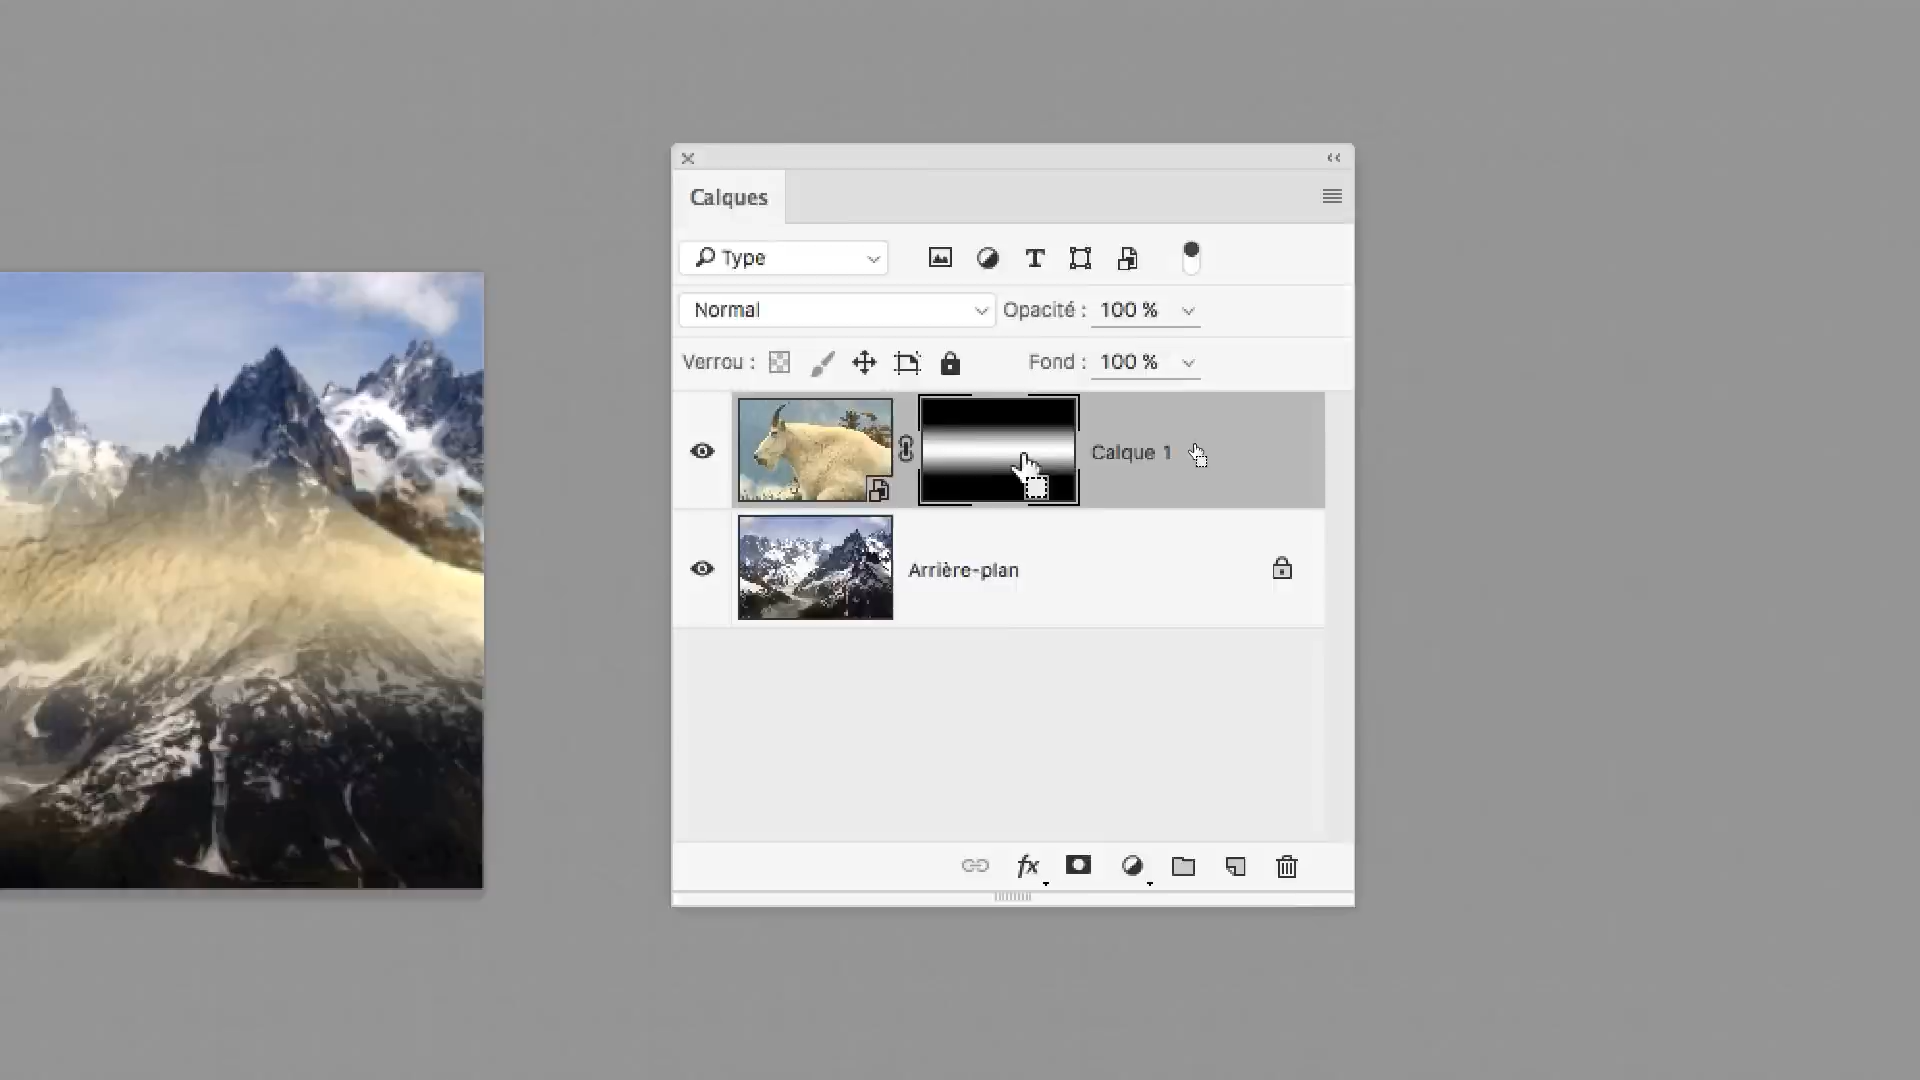 Calques
Type
Normal Opacité : 100 %
Verrou : Fond : 100 %
Calque 1
Arrière-plan
fx